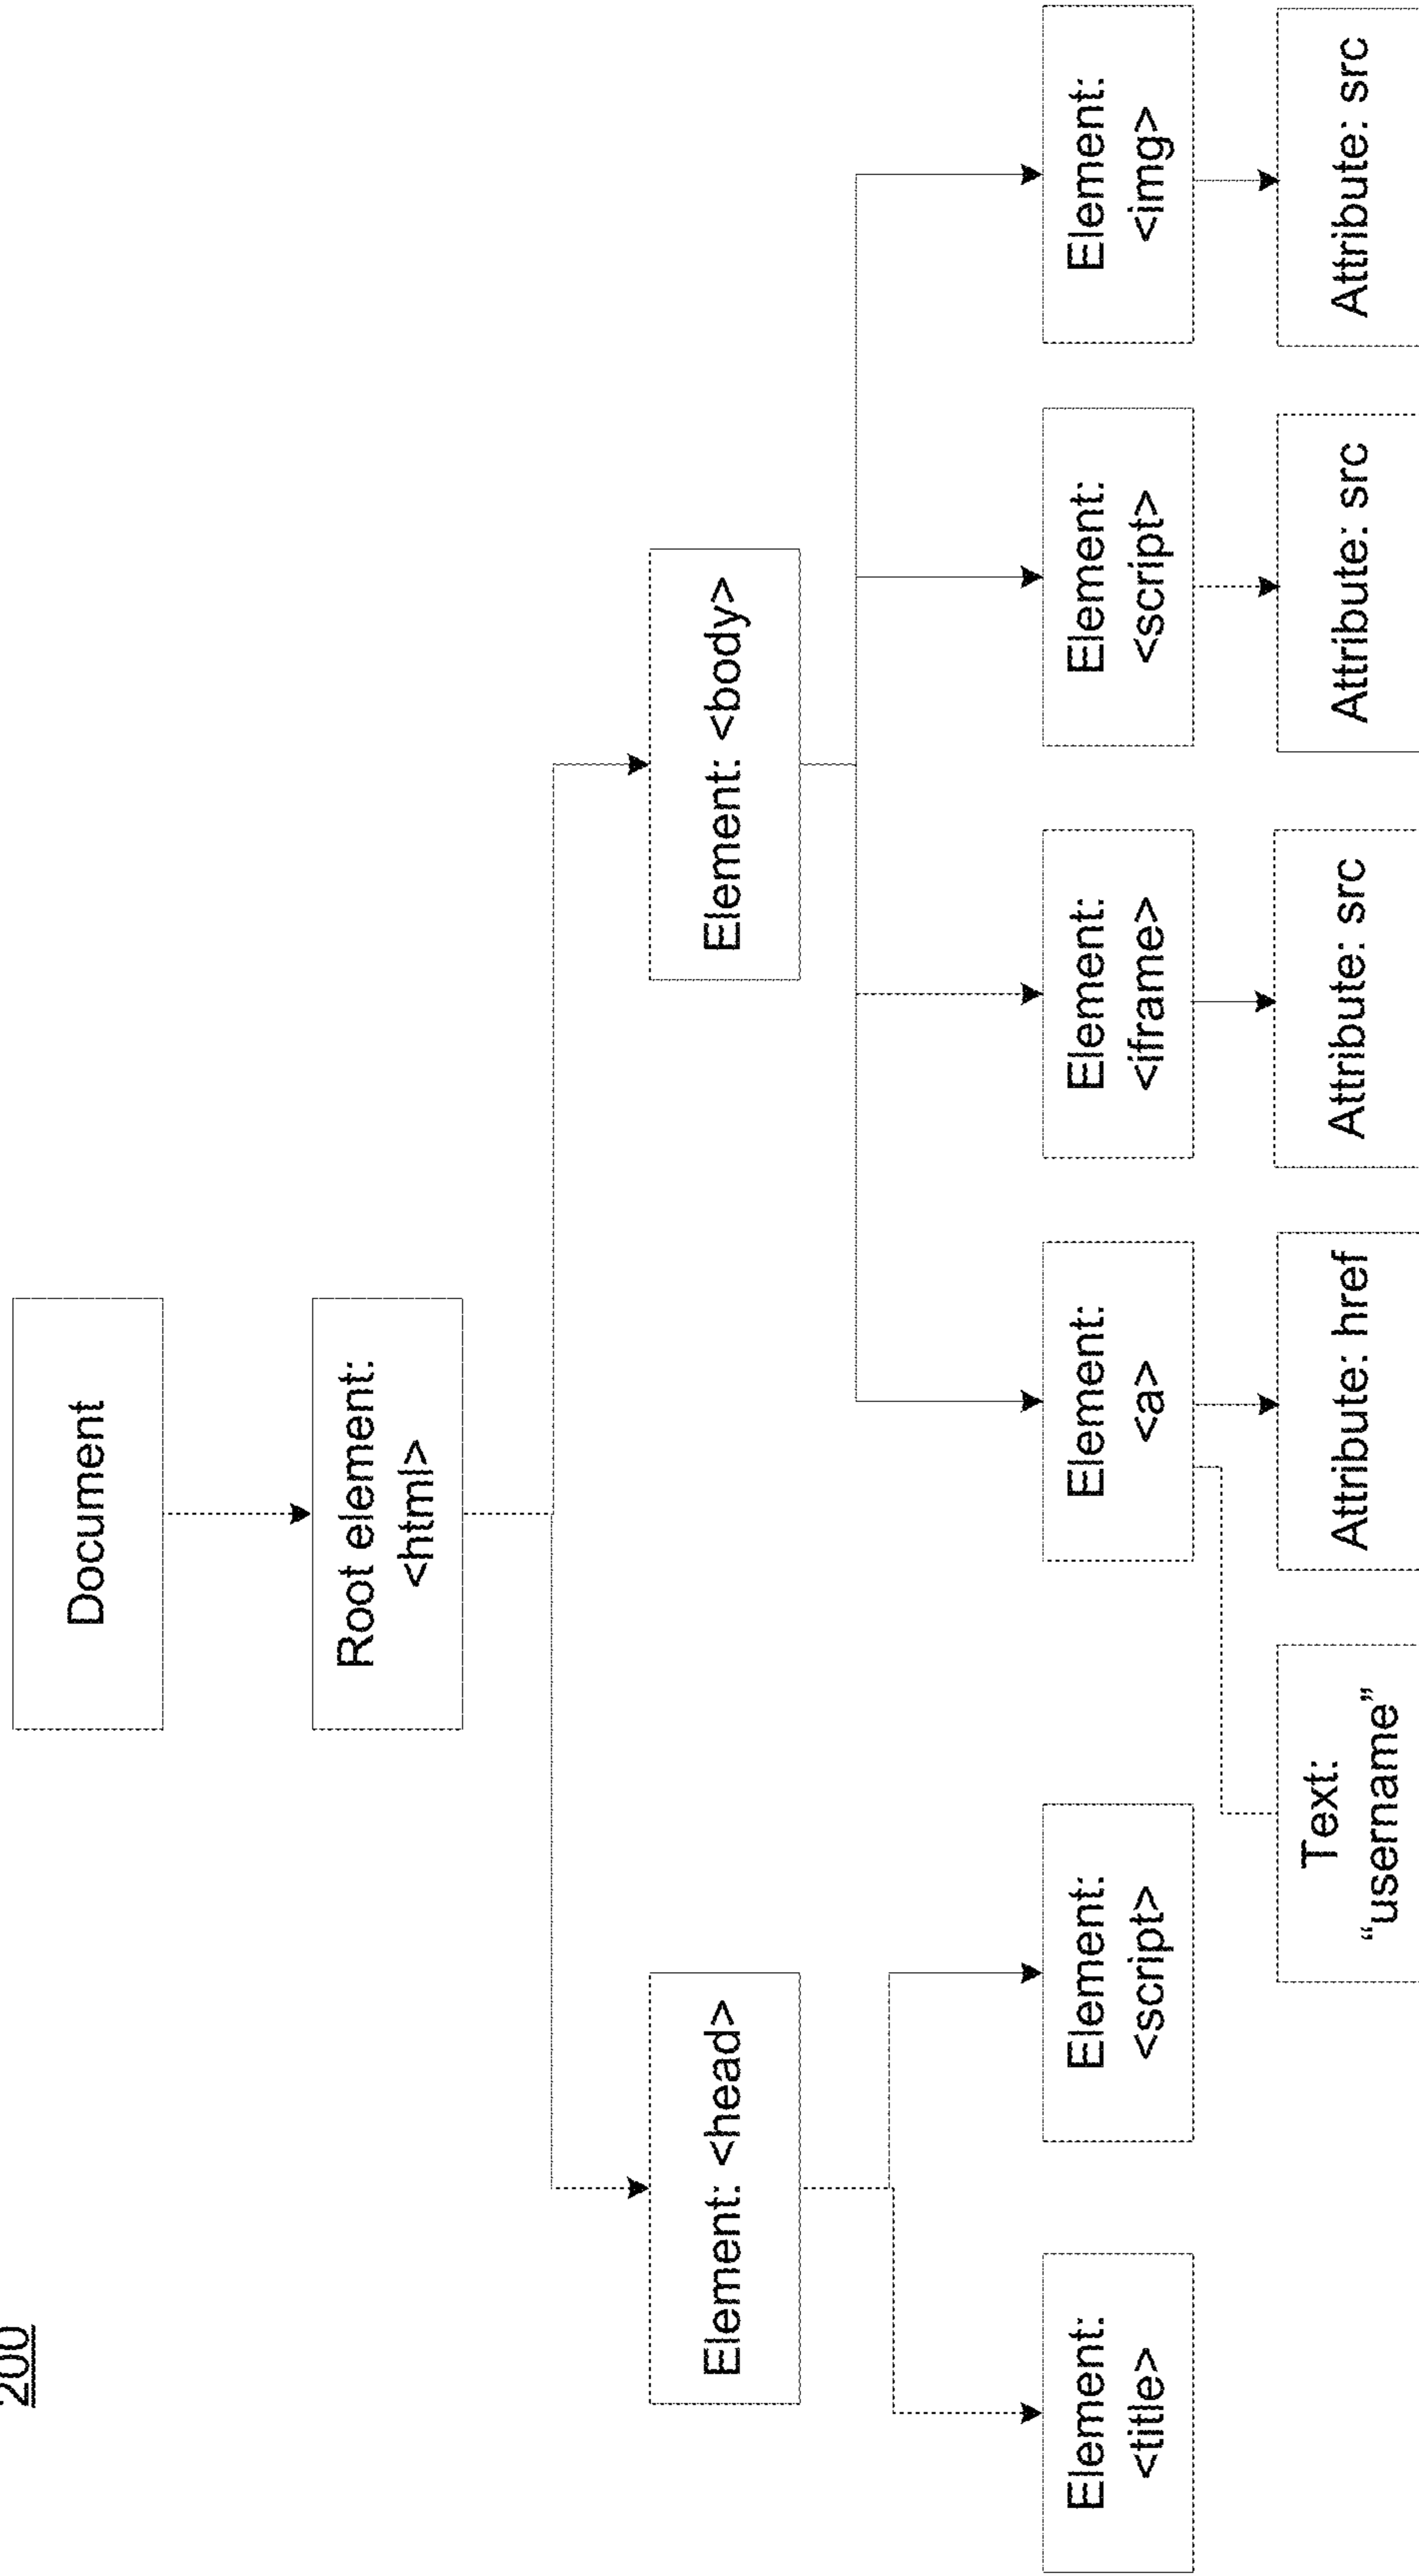 200
Document
Root element:
<html>
Element: <head>
Element: <body>
Element:
<title>
Element:
<script>
Element:
<a>
Element:
<iframe>
Element:
<script>
Element:
<img>
Text:
“username”
Attribute: href
Attribute: src
Attribute: src
Attribute: src